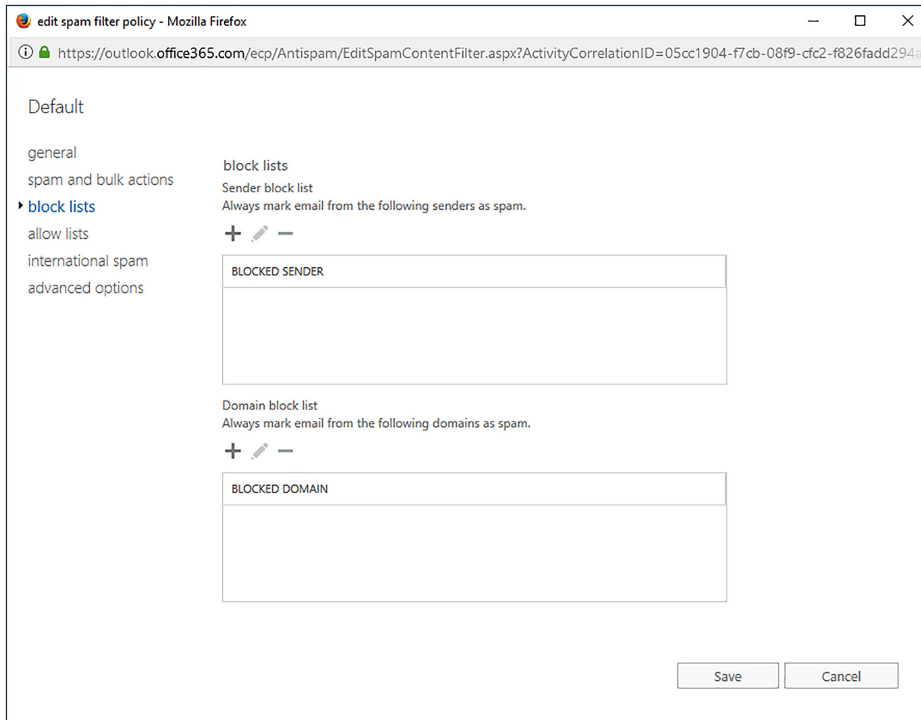 edit spam filter policy - Mozilla Firefox
https://outlook.office365.com/ecp/Antispam/EditSpamContentFilter.aspx?ActivityCorrelationID=05cc1904-f7cb-08f9-cfc2-f826fadd294a
Default
general
spam and bulk actions
block lists
allow lists
international spam
advanced options
block lists
Sender block list
Always mark email from the following senders as spam.
BLOCKED SENDER
Domain block list
Always mark email from the following domains as spam.
BLOCKED DOMAIN
Save
Cancel